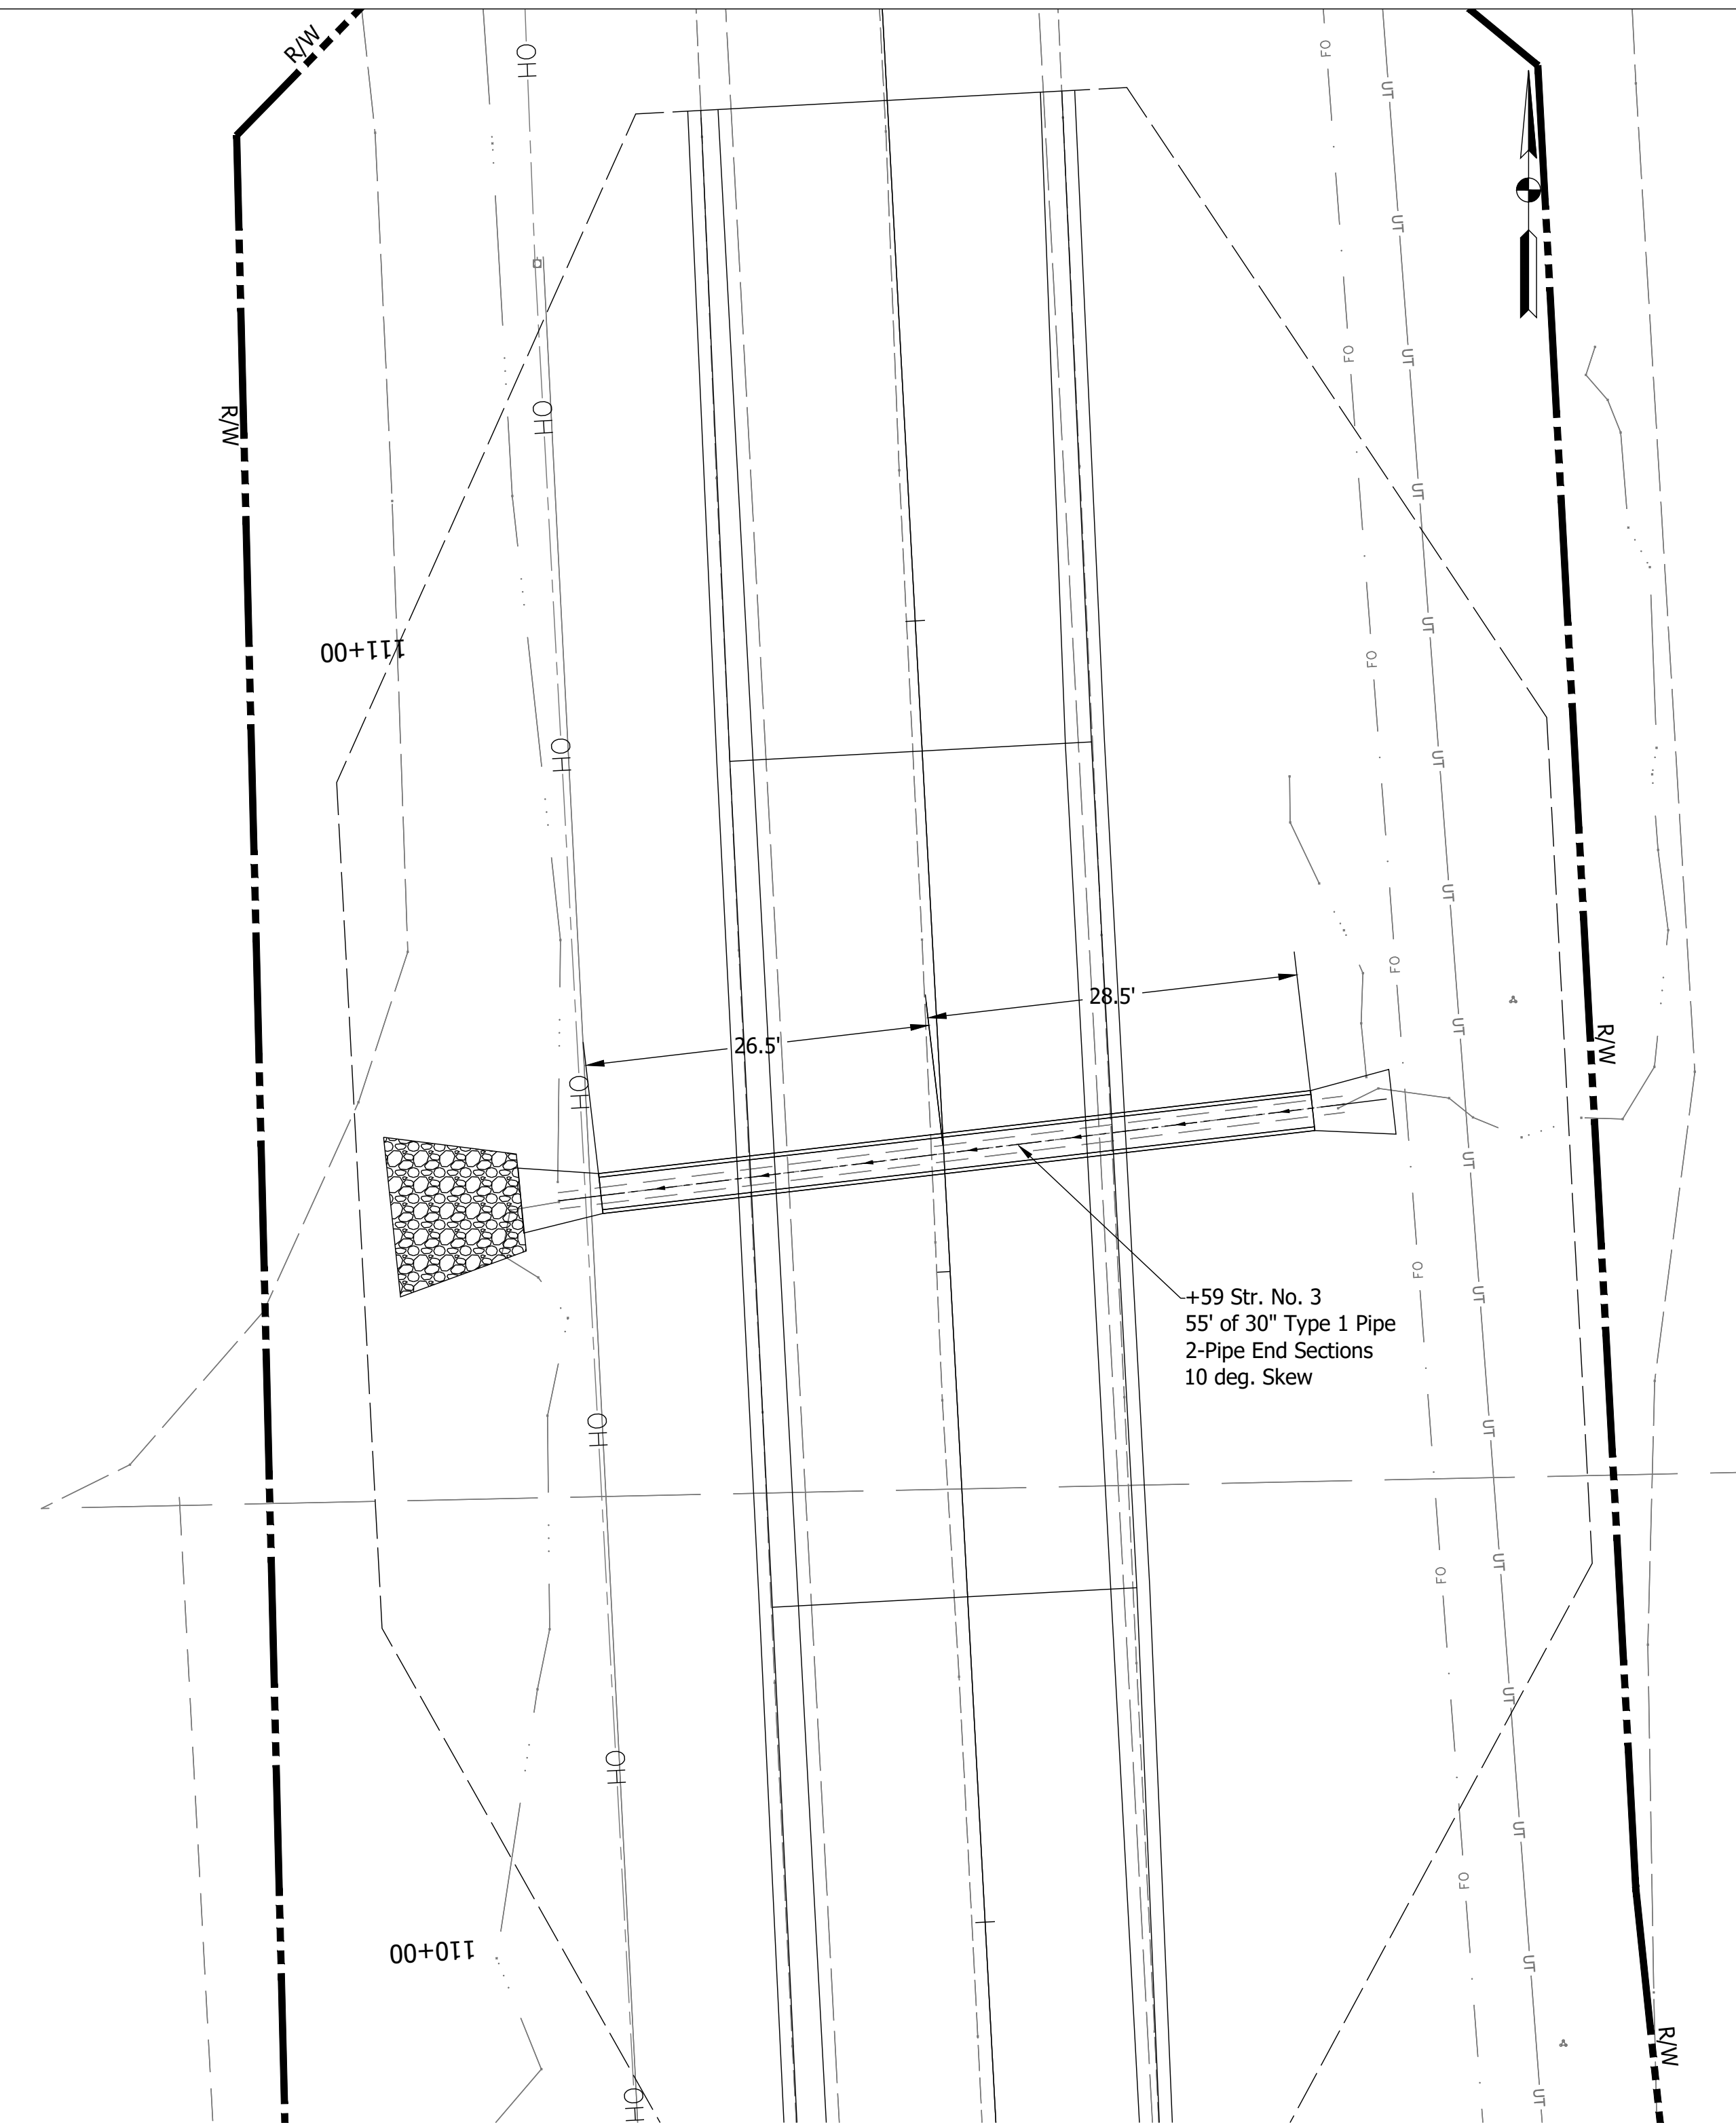 R/W
OH
FO
UT
UT
FO
UT
R/W
OH
UT
UT
111+00
FO
OH
UT
UT
FO
28.5'
UT
26.5'
R/W
OH
UT
FO
UT
+59 Str. No. 3
55' of 30" Type 1 Pipe
2-Pipe End Sections
10 deg. Skew
OH
UT
UT
FO
UT
OH
UT
FO
110+00
UT
R/W
OH
UT